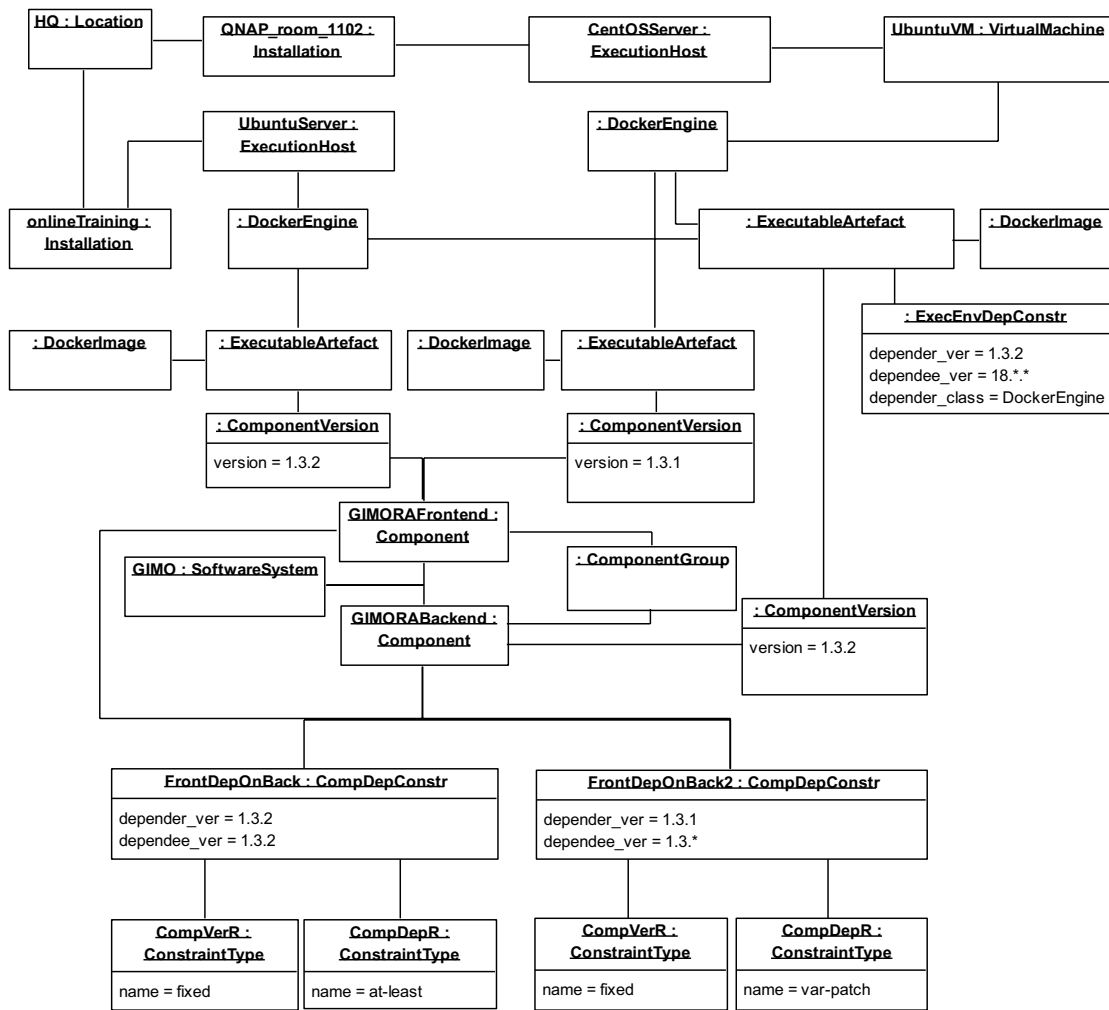 HQ : Location
QNAP_room_1102 :
Installation
CentOSServer :
ExecutionHost
UbuntuVM : VirtualMachine
UbuntuServer :
ExecutionHost
: DockerEngine
onlineTraining :
Installation
: DockerEngine
: ExecutableArtefact
: DockerImage
: ExecEnvDepConstr
depender_ver = 1.3.2
dependee_ver = 18.*.*
depender_class = DockerEngine
: DockerImage
: ExecutableArtefact
: DockerImage
: ExecutableArtefact
: ComponentVersion
version = 1.3.2
: ComponentVersion
version = 1.3.1
GIMORAFrontend :
Component
GIMO : SoftwareSystem
: ComponentGroup
GIMORABackend :
Component
: ComponentVersion
version = 1.3.2
FrontDepOnBack : CompDepConstr
depender_ver = 1.3.2
dependee_ver = 1.3.2
FrontDepOnBack2 : CompDepConstr
depender_ver = 1.3.1
dependee_ver = 1.3.*
CompVerR :
ConstraintType
name = fixed
CompDepR :
ConstraintType
name = at-least
CompVerR :
ConstraintType
name = fixed
CompDepR :
ConstraintType
name = var-patch